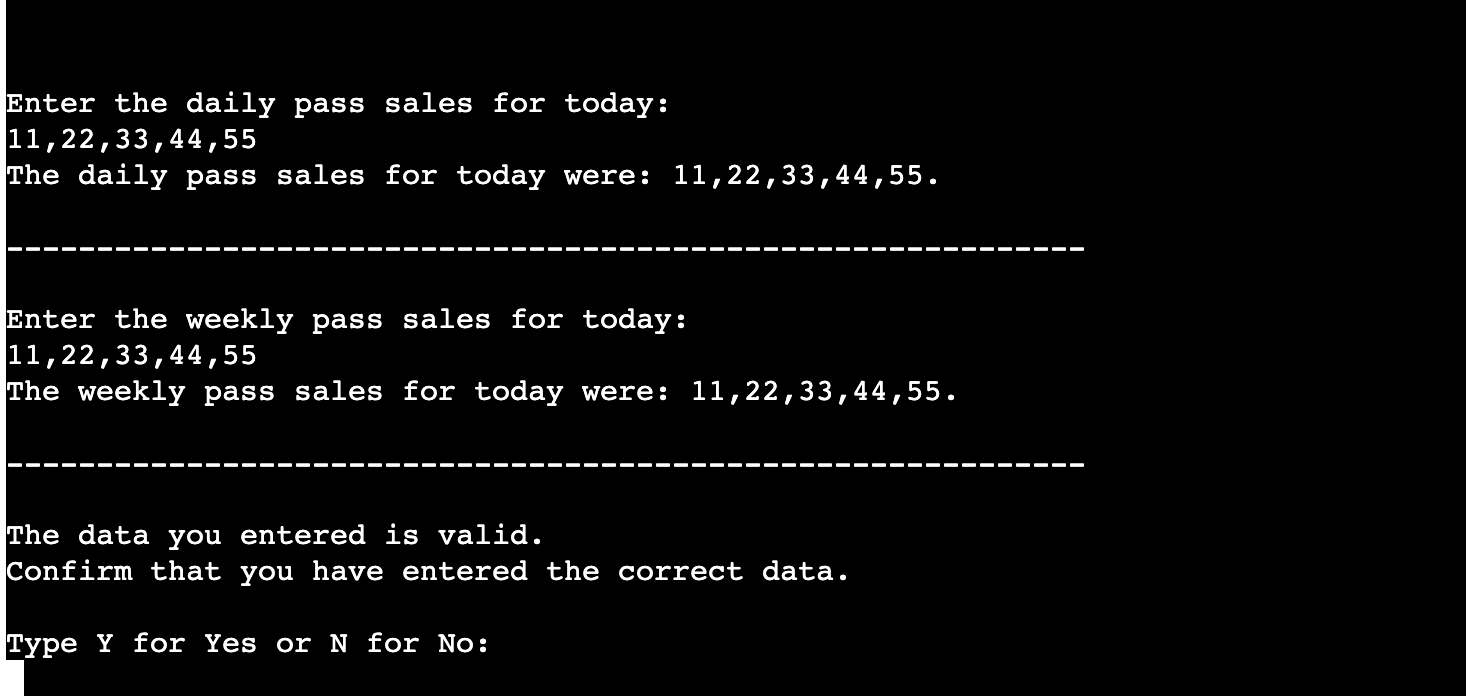 Enter the daily pass sales for today:
11,22,33,44,55
The daily pass sales for today were: 11,22,33,44,55.
------------------------------------------------------------
Enter the weekly pass sales for today:
11,22,33,44,55
The weekly pass sales for today were: 11,22,33,44,55.
------------------------------------------------------------
The data you entered is valid.
Confirm that you have entered the correct data.
Type Y for Yes or N for No: